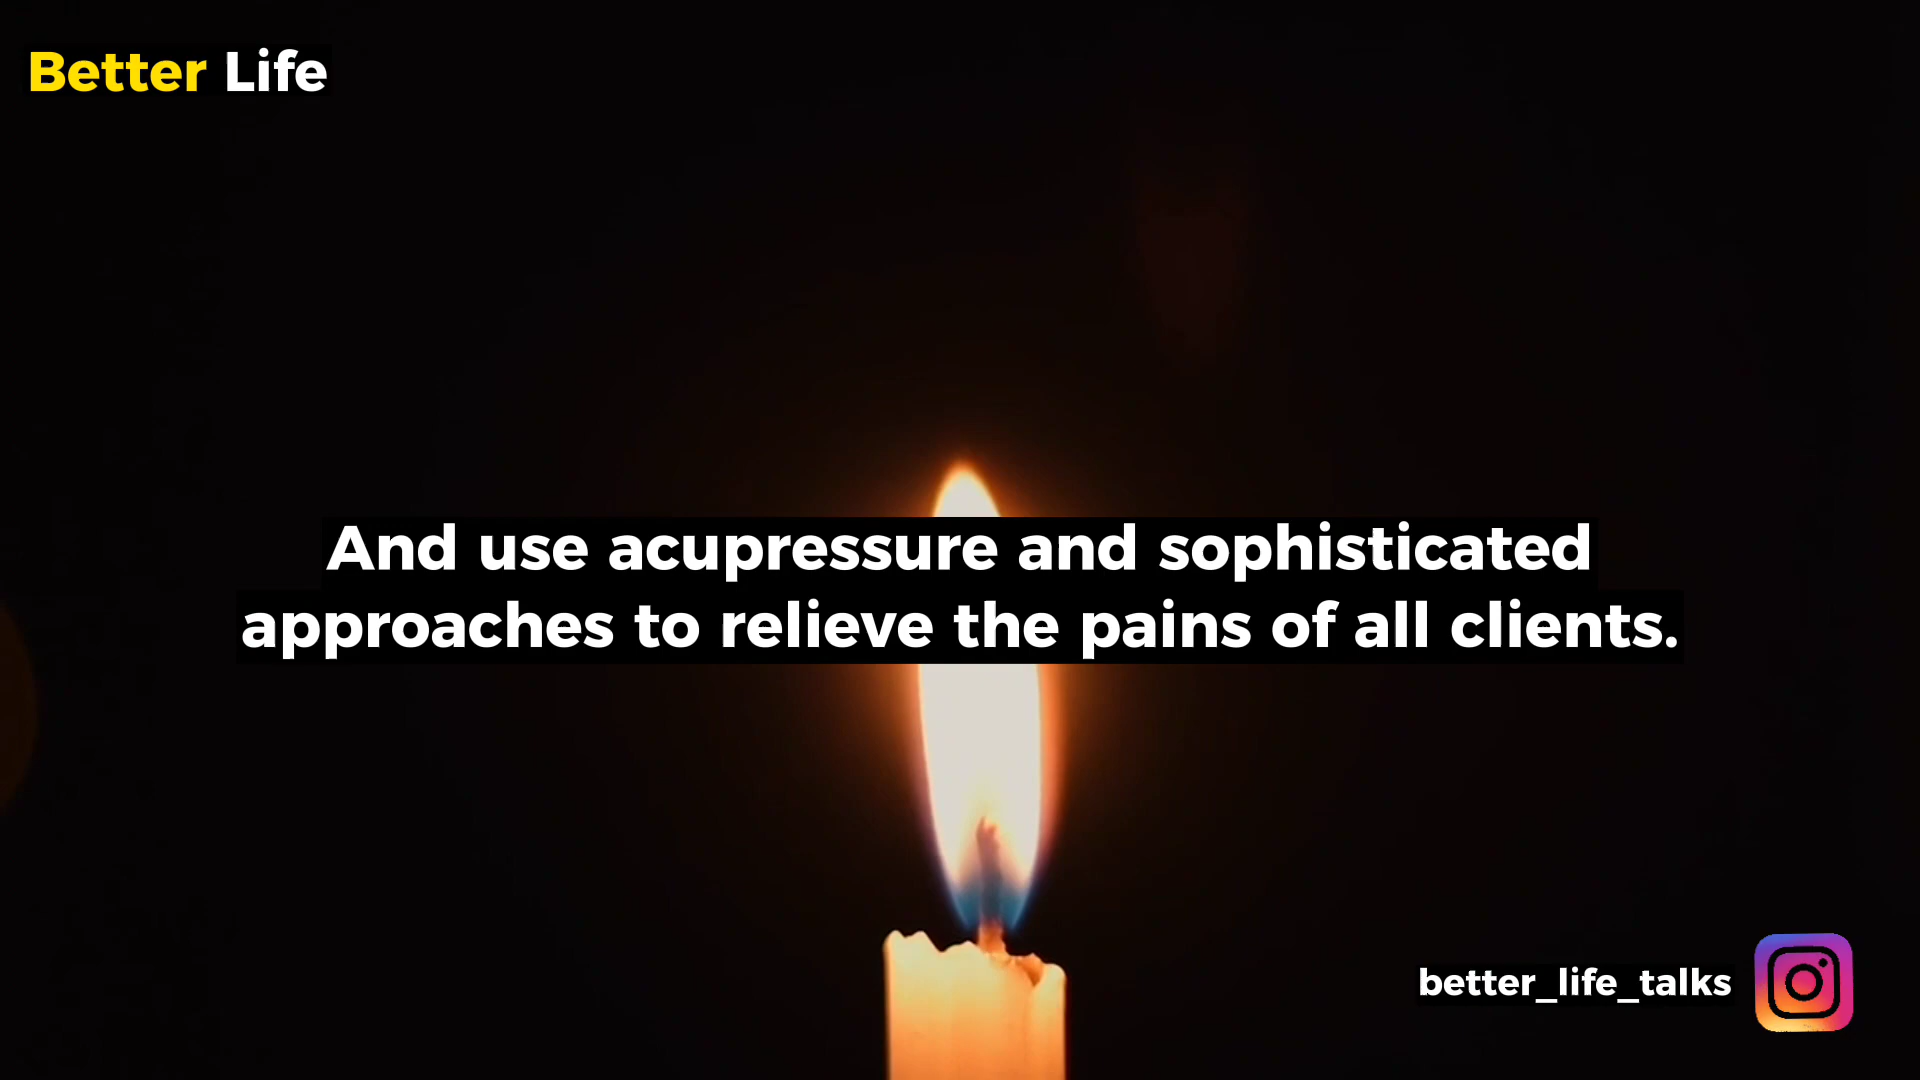 Better Life
And use acupressure and sophisticated
approaches to relieve the pains of all clients.
better_life_talks